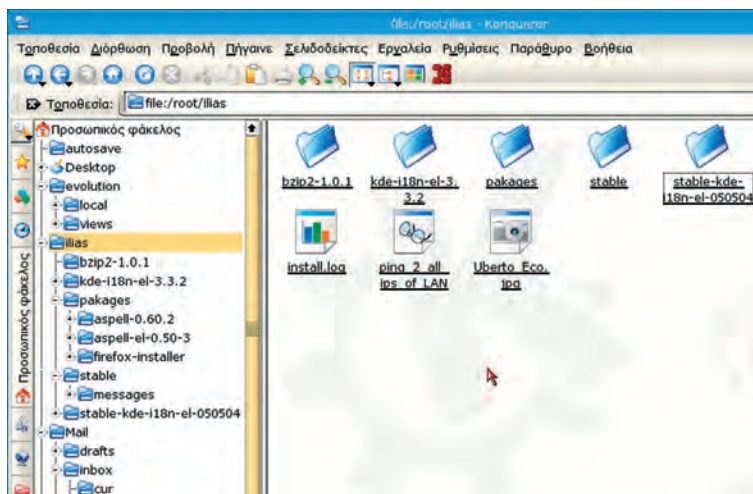 file:/root/ilias - Konqueror
Τοποθεσία Διόρθωση Προβολή Πήγαινε Σελιδοδείκτες Εργαλεία Ρυθμίσεις Παράθυρο Βοήθεια
Τοποθεσία: file:/root/ilias
Προσωπικός φάκελος
Προσωπικός φάκελος
autosave
Desktop
evolution
local
views
ilias
bzip2-1.0.1
kde-i18n-el-3.3.2
pakages
aspell-0.60.2
aspell-el-0.50-3
firefox-installer
stable
messages
stable-kde-i18n-el-050504
Mail
drafts
inbox
cur
bzip2-1.0.1
kde-i18n-el-3.
3.2
pakages
stable
stable-kde-
i18n-el-050504
install.log
ping_2_all_
ips_of_LAN
Uberto_Eco.
jpg